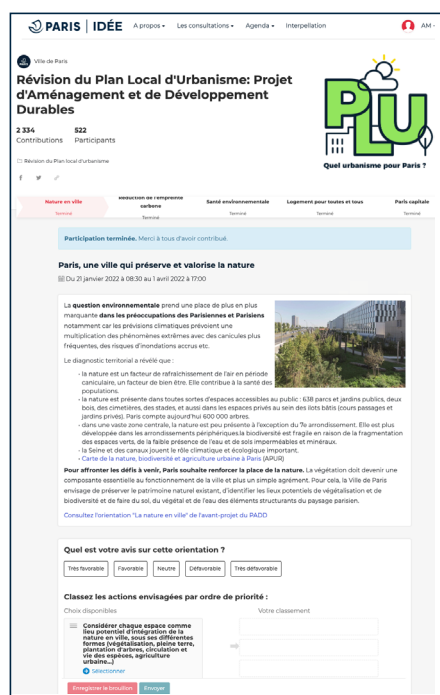 PARIS | IDÉE
A propos
Les consultations
Agenda
Interpellation
AM
Ville de Paris
Révision du Plan Local d'Urbanisme: Projet
d'Aménagement et de Développement
Durables
2 334
522
Contributions
Participants
Révision du Plan local d'urbanisme
PLU
Quel urbanisme pour Paris ?
Nature en ville
Terminé
Réduction de l'empreinte
carbone
Terminé
Santé environnementale
Terminé
Logement pour toutes et tous
Terminé
Paris capitale
Terminé
Participation terminée. Merci à tous d'avoir contribué.
Paris, une ville qui préserve et valorise la nature
Du 21 janvier 2022 à 08:30 au 1 avril 2022 à 17:00
La question environnementale prend une place de plus en plus
marquante dans les préoccupations des Parisiennes et Parisiens
notamment car les prévisions climatiques prévoient une
multiplication des phénomènes extrêmes avec des canicules plus
fréquentes, des risques d'inondations accrus etc.
Le diagnostic territorial a révélé que :
- la nature est un facteur de rafraîchissement de l'air en période
caniculaire, un facteur de bien être. Elle contribue à la santé des
populations.
- la nature est présente dans toutes sortes d'espaces accessibles au public : 638 parcs et jardins publics, deux
bois, des cimetières, des stades, et aussi dans les espaces privés au sein des îlots bâtis (cours passages et
jardins privés). Paris compte aujourd'hui 600 000 arbres.
- dans une vaste zone centrale, la nature est peu présente à l'exception du 7e arrondissement. Elle est plus
développée dans les arrondissements périphériques.la biodiversité est fragile en raison de la fragmentation
des espaces verts, de la faible présence de l'eau et de sols imperméables et minéraux.
- la Seine et des canaux jouent le rôle climatique et écologique important.
- Carte de la nature, biodiversité et agriculture urbaine à Paris (APUR)
Pour affronter les défis à venir, Paris souhaite renforcer la place de la nature. La végétation doit devenir une
composante essentielle au fonctionnement de la ville et plus un simple agrément. Pour cela, la Ville de Paris
envisage de préserver le patrimoine naturel existant, d'identifier les lieux potentiels de végétalisation et de
biodiversité et de faire du sol, du végétal et de l'eau des éléments structurants du paysage parisien.
Consultez l'orientation "La nature en ville" de l'avant-projet du PADD
Quel est votre avis sur cette orientation ?
Très favorable
Favorable
Neutre
Défavorable
Très défavorable
Classez les actions envisagées par ordre de priorité :
Choix disponibles
Votre classement
Considérer chaque espace comme
lieu potentiel d'intégration de la
nature en ville, sous ses différentes
formes (végétalisation, pleine terre,
plantation d'arbres, circulation et
vie des espèces, agriculture
urbaine...)
Sélectionner
Enregistrer le brouillon
Envoyer